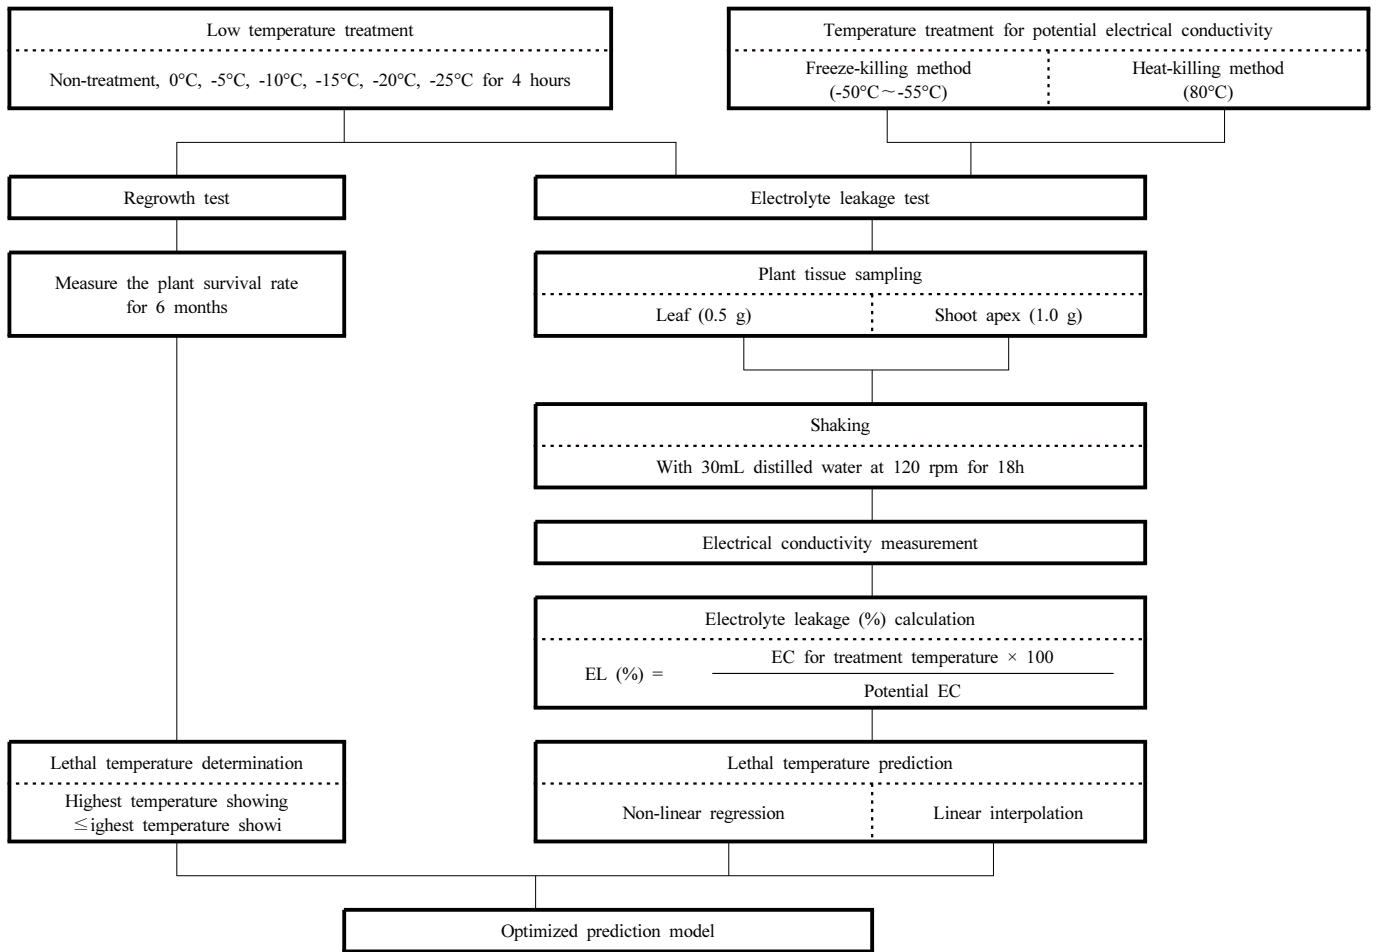 Low temperature treatment
Non-treatment, 0°C, -5°C, -10°C, -15°C, -20°C, -25°C for 4 hours
Temperature treatment for potential electrical conductivity
Freeze-killing method
(-50°C～-55°C)
Heat-killing method
(80°C)
Regrowth test
Electrolyte leakage test
Measure the plant survival rate
for 6 months
Plant tissue sampling
Leaf (0.5 g)
Shoot apex (1.0 g)
Shaking
With 30mL distilled water at 120 rpm for 18h
Electrical conductivity measurement
Electrolyte leakage (%) calculation
EL (%) =
EC for treatment temperature × 100
Potential EC
Lethal temperature determination
Highest temperature showing
≤ighest temperature showi
Lethal temperature prediction
Non-linear regression
Linear interpolation
Optimized prediction model